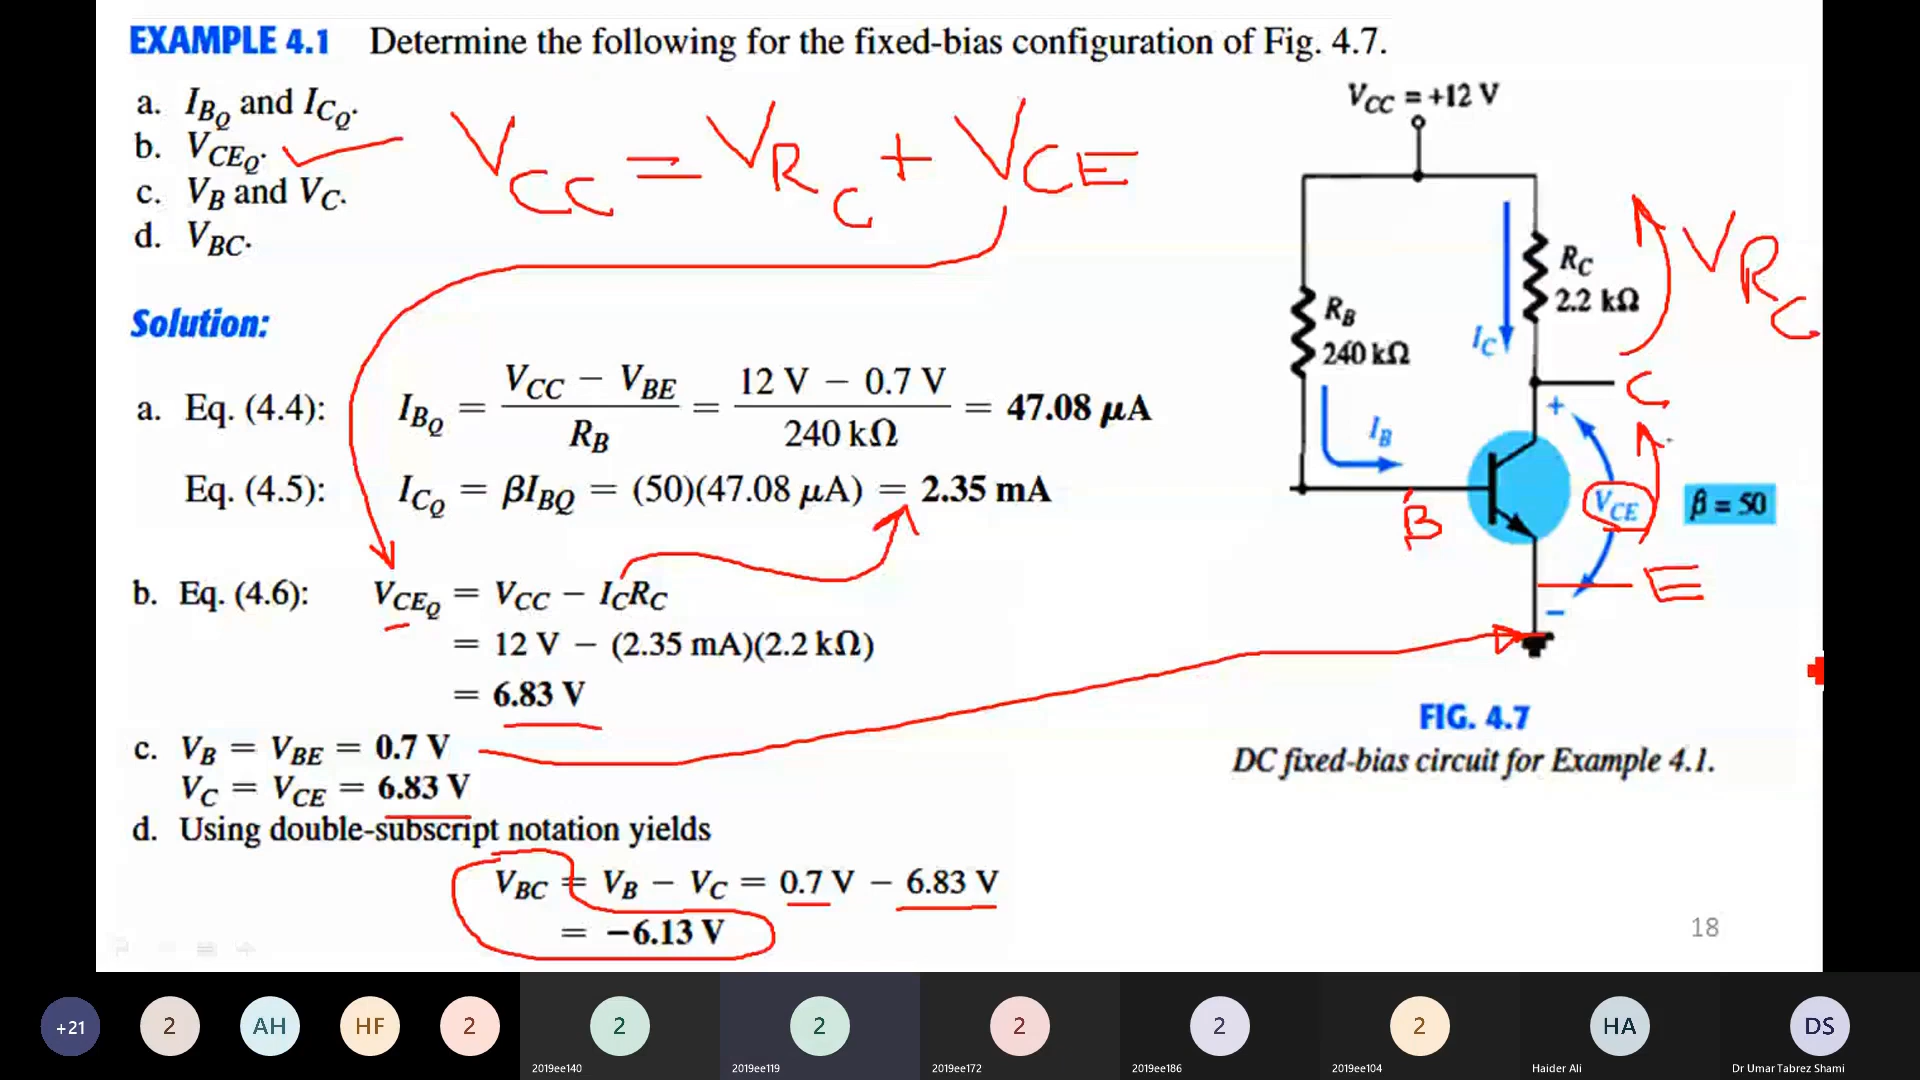 EXAMPLE 4.1 Determine the following for the fixed-bias configuration of Fig. 4.7.
a. I_BQ and I_CQ.
b. V_CEQ.
c. V_B and V_C.
d. V_BC.
V_CC = V_RC + V_CE
Solution:
a. Eq. (4.4): I_BQ = (V_CC − V_BE) / R_B = (12 V − 0.7 V) / 240 kΩ = 47.08 μA
Eq. (4.5): I_CQ = βI_BQ = (50)(47.08 μA) = 2.35 mA
b. Eq. (4.6): V_CEQ = V_CC − I_CR_C
= 12 V − (2.35 mA)(2.2 kΩ)
= 6.83 V
c. V_B = V_BE = 0.7 V
V_C = V_CE = 6.83 V
d. Using double-subscript notation yields
V_BC = V_B − V_C = 0.7 V − 6.83 V
= −6.13 V
V_CC = +12 V
R_C
2.2 kΩ
V_RC
I_C
R_B
240 kΩ
C
+
I_B
V_CE
β = 50
B
E
−
FIG. 4.7
DC fixed-bias circuit for Example 4.1.
18
+21
2
AH
HF
2
2
2
2
2
2
HA
DS
2019ee140
2019ee119
2019ee172
2019ee186
2019ee104
Haider Ali
Dr Umar Tabrez Shami